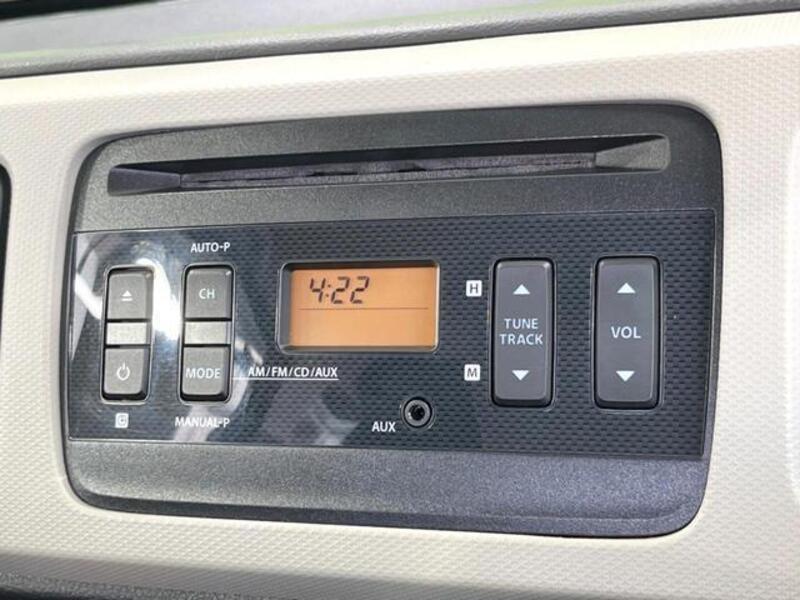 AUTO-P
CH
4:22
H
TUNE
TRACK
VOL
MODE
AM/FM/CD/AUX
M
MANUAL-P
AUX